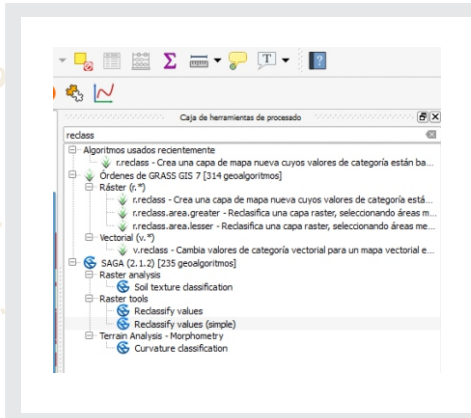 Σ
T
?
Caja de herramientas de procesado
reclass
Algoritmos usados recientemente
r.reclass - Crea una capa de mapa nueva cuyos valores de categoría están ba...
Órdenes de GRASS GIS 7 [314 geoalgoritmos]
Ráster (r.*)
r.reclass - Crea una capa de mapa nueva cuyos valores de categoría está...
r.reclass.area.greater - Reclasifica una capa raster, seleccionando áreas m...
r.reclass.area.lesser - Reclasifica una capa raster, seleccionando áreas me...
Vectorial (v.*)
v.reclass - Cambia valores de categoría vectorial para un mapa vectorial e...
SAGA (2.1.2) [235 geoalgoritmos]
Raster analysis
Soil texture classification
Raster tools
Reclassify values
Reclassify values (simple)
Terrain Analysis - Morphometry
Curvature classification